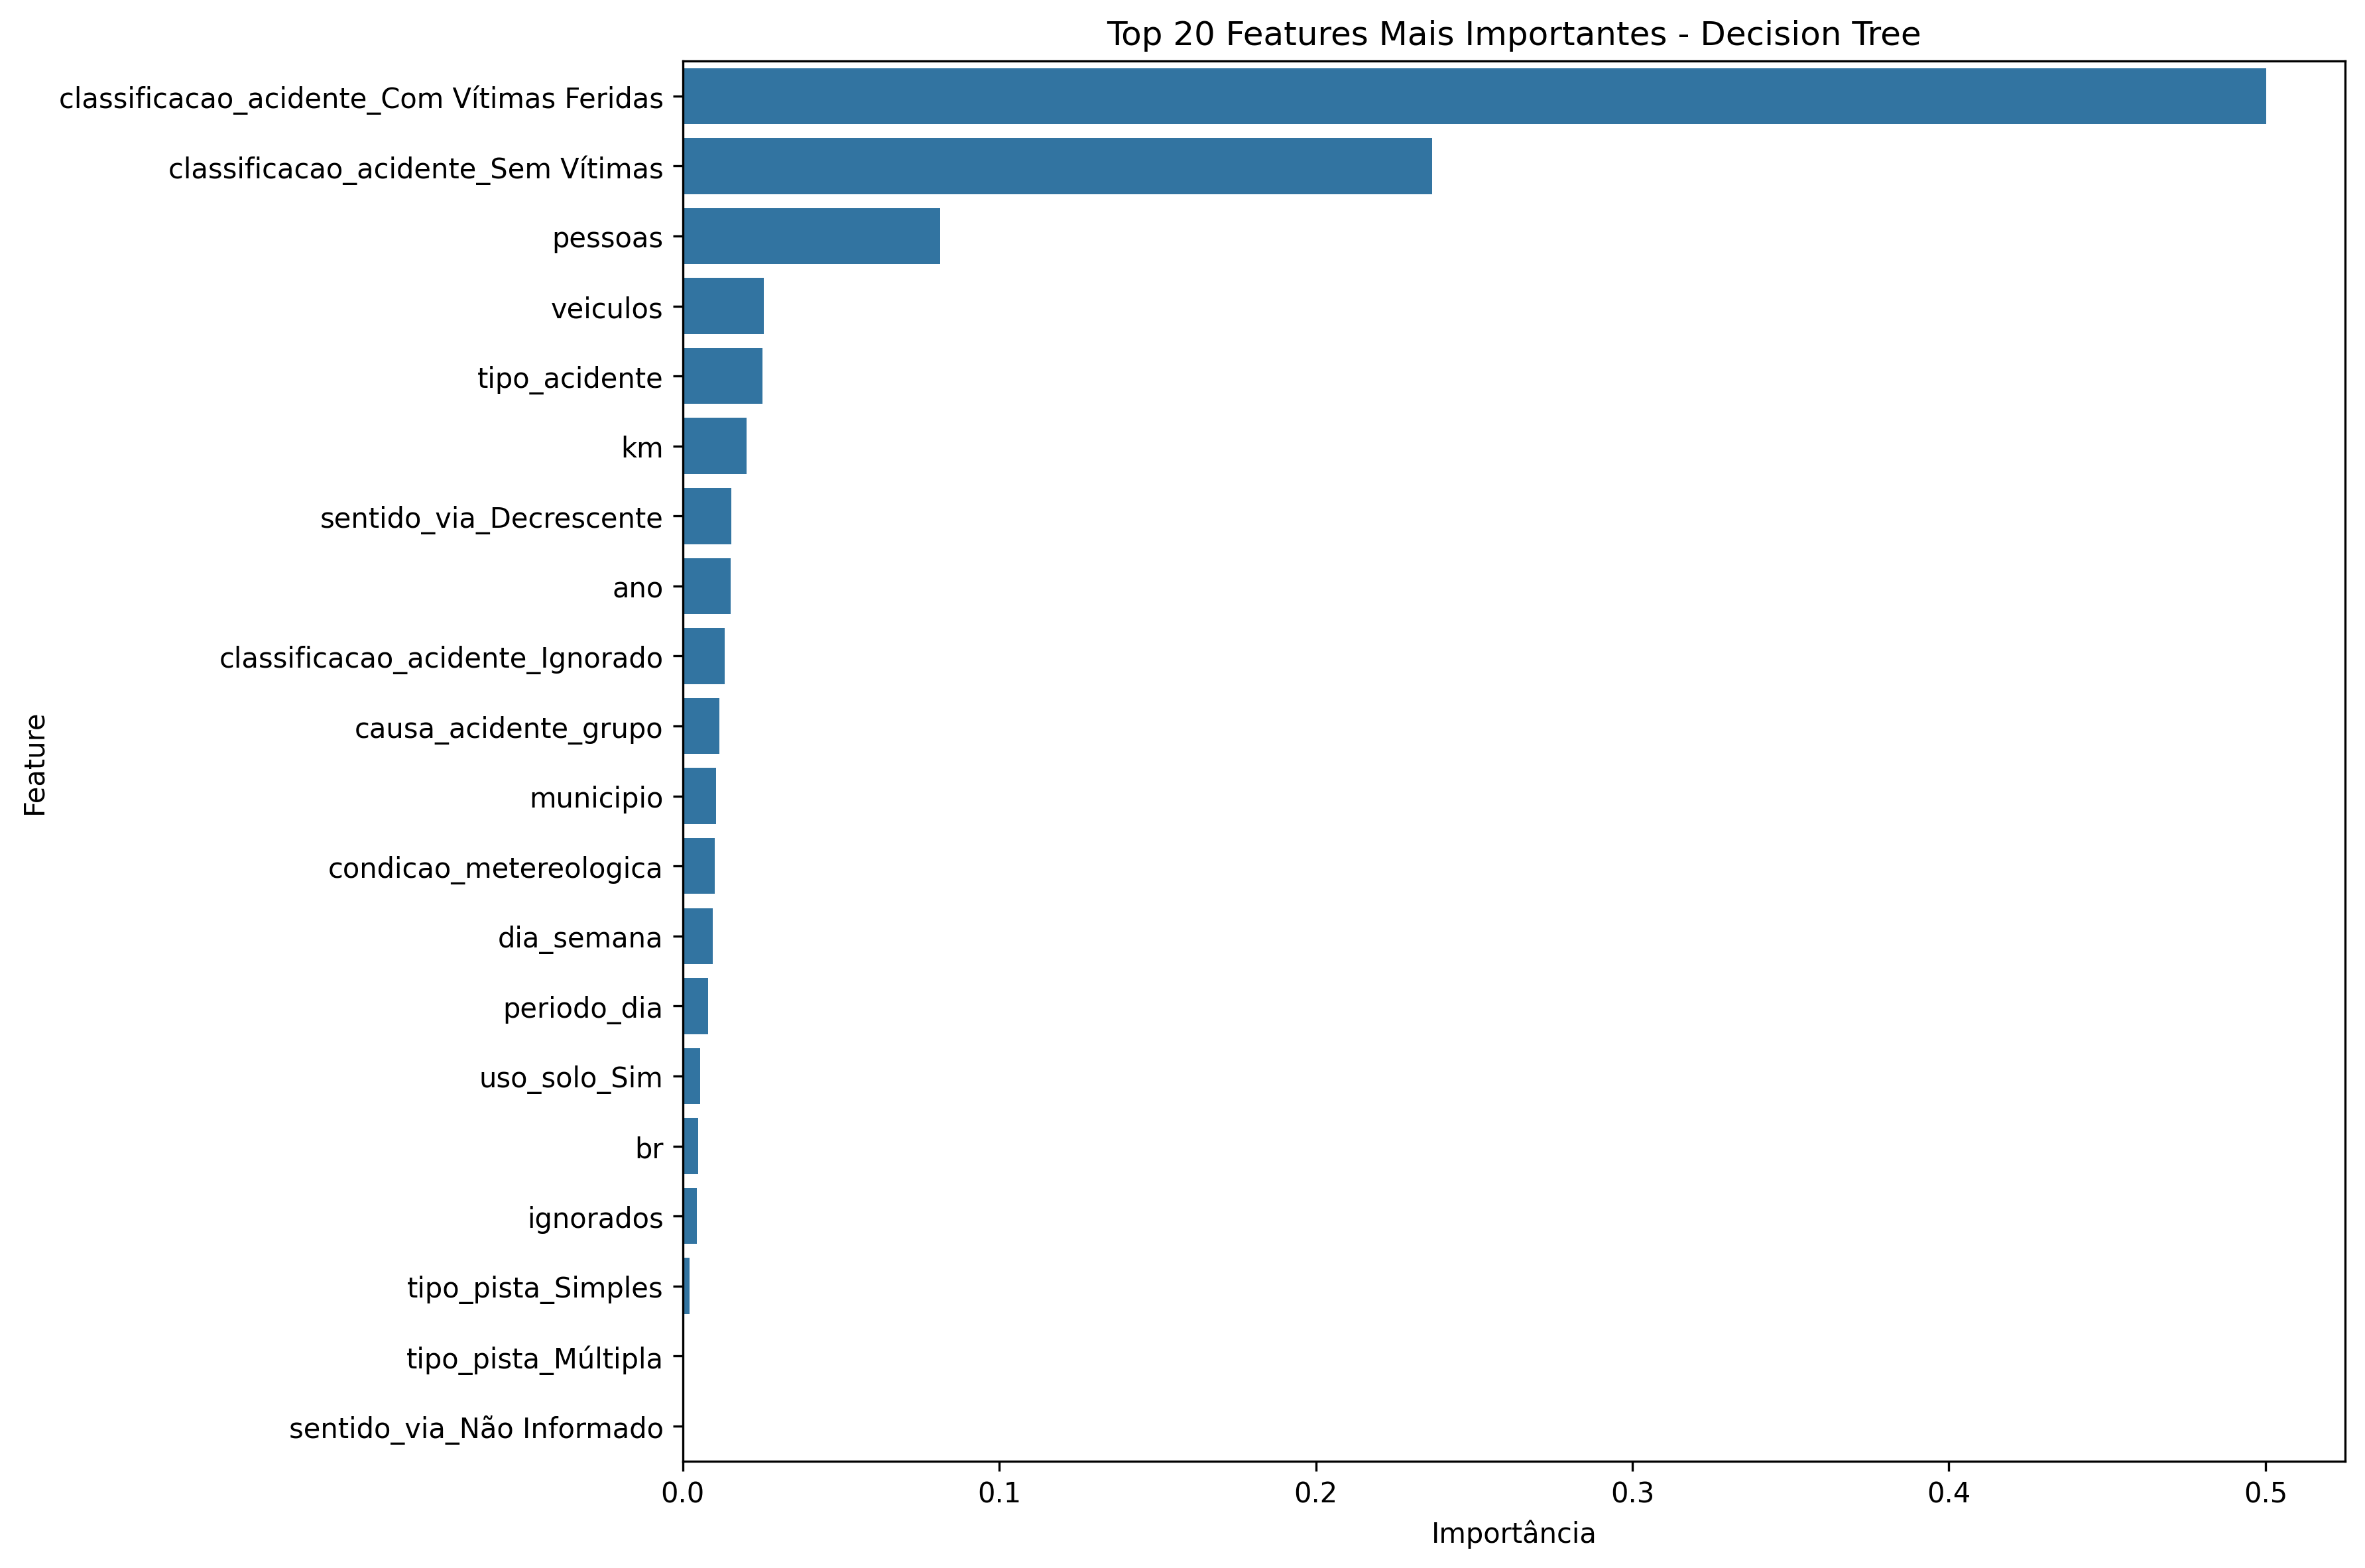 Top 20 Features Mais Importantes - Decision Tree
classificacao_acidente_Com Vítimas Feridas
classificacao_acidente_Sem Vítimas
pessoas
veiculos
tipo_acidente
km
sentido_via_Decrescente
ano
classificacao_acidente_Ignorado
causa_acidente_grupo
municipio
condicao_metereologica
dia_semana
periodo_dia
uso_solo_Sim
br
ignorados
tipo_pista_Simples
tipo_pista_Múltipla
sentido_via_Não Informado
Feature
0.0 0.1 0.2 0.3 0.4 0.5
Importância